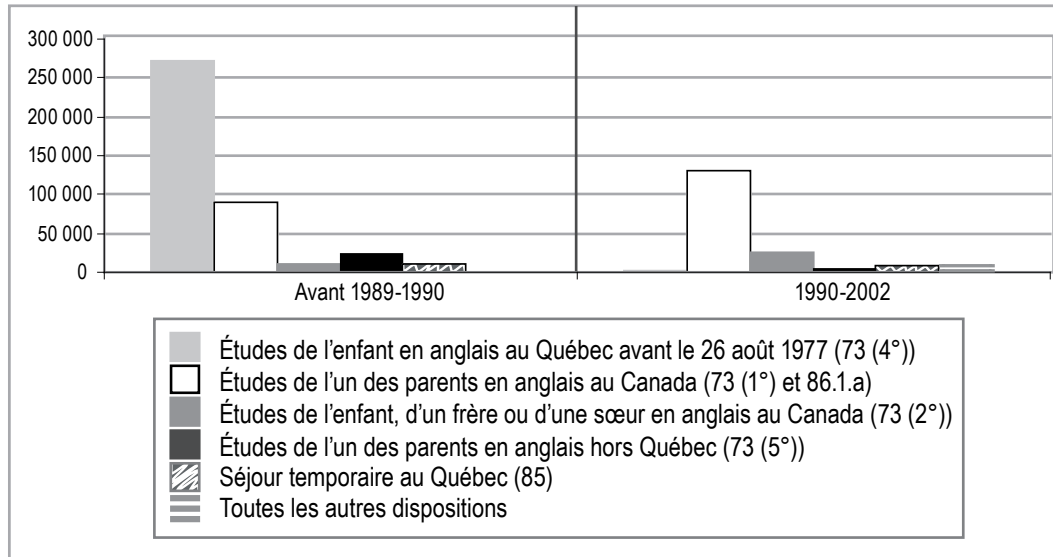 300 000
250 000
200 000
150 000
100 000
50 000
0
Avant 1989-1990
1990-2002
Études de l'enfant en anglais au Québec avant le 26 août 1977 (73 (4°))
Études de l'un des parents en anglais au Canada (73 (1°) et 86.1.a)
Études de l'enfant, d'un frère ou d'une sœur en anglais au Canada (73 (2°))
Études de l'un des parents en anglais hors Québec (73 (5°))
Séjour temporaire au Québec (85)
Toutes les autres dispositions